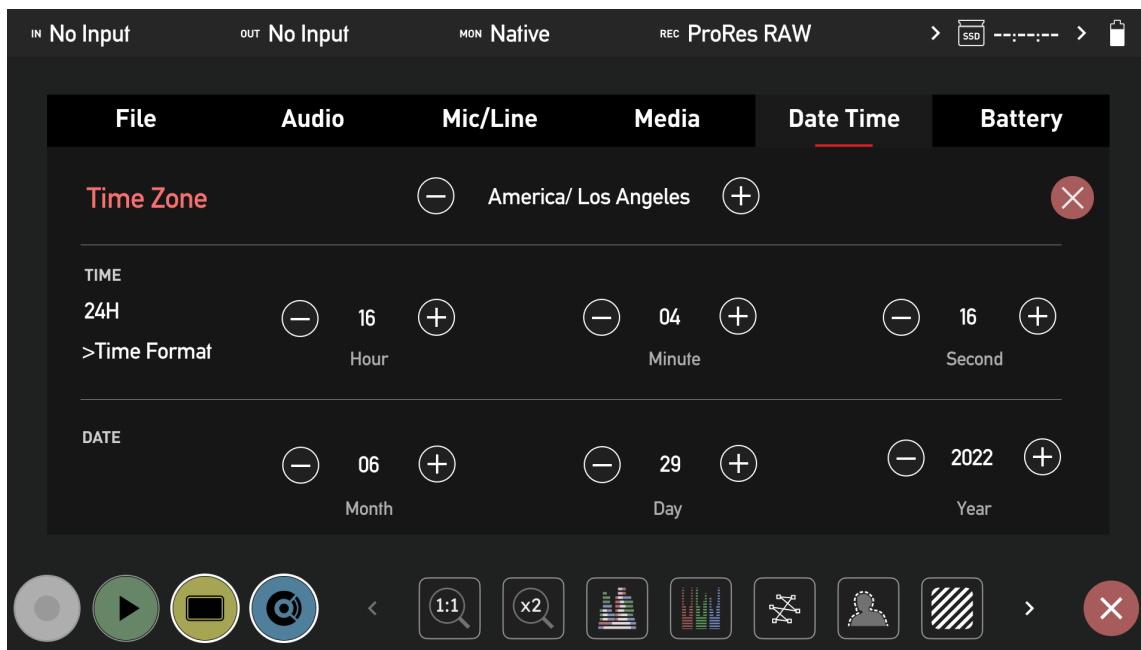 IN No Input OUT No Input MON Native REC ProRes RAW > SSD --:--:-- >
File Audio Mic/Line Media Date Time Battery
Time Zone America/ Los Angeles
TIME
24H 16 04 16
>Time Format Hour Minute Second
DATE
06 29 2022
Month Day Year
1:1 x2